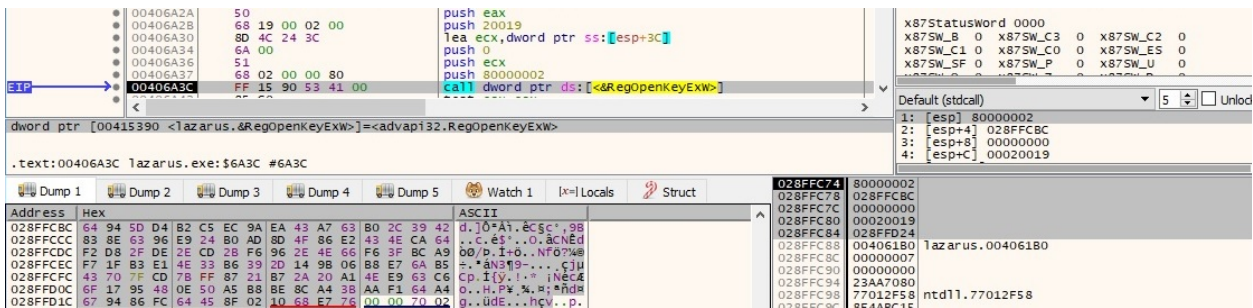 00406A2A 50 push eax
00406A2B 68 19 00 02 00 push 20019
00406A30 8D 4C 24 3C lea ecx,dword ptr ss:[esp+3C]
00406A34 6A 00 push 0
00406A36 51 push ecx
00406A37 68 02 00 00 80 push 80000002
EIP 00406A3C FF 15 90 53 41 00 call dword ptr ds:[<&RegOpenKeyExW>]
x87StatusWord 0000
x87SW_B 0 x87SW_C3 0 x87SW_C2 0
x87SW_C1 0 x87SW_C0 0 x87SW_ES 0
x87SW_SF 0 x87SW_P 0 x87SW_U 0
Default (stdcall) 5 Unlock
1: [esp] 80000002
2: [esp+4] 028FFCBC
3: [esp+8] 00000000
4: [esp+C] 00020019
dword ptr [00415390 <lazarus.&RegOpenKeyExW>]=<advapi32.RegOpenKeyExW>
.text:00406A3C lazarus.exe:$6A3C #6A3C
Dump 1 Dump 2 Dump 3 Dump 4 Dump 5 Watch 1 [x=] Locals Struct
Address Hex ASCII
028FFCBC 64 94 5D D4 B2 C5 EC 9A EA 43 A7 63 B0 2C 39 42
028FFCCC 83 8E 63 96 E9 24 B0 AD 8D 4F 86 E2 43 4E CA 64
028FFCDC F2 D8 2F DE 2E CD 2B F6 96 2E 4E 66 F6 3F BC A9
028FFCEC F7 1F B3 E1 4E 33 B6 39 2D 14 9B 06 B8 E7 6A B5
028FFCFC 43 70 7F CD 7B FF 87 21 B7 2A 20 A1 4E E9 63 C6
028FFD0C 6F 17 95 48 0E 50 A5 B8 BE 8C A4 3B AA F1 64 A4
028FFD1C 67 94 86 FC 64 45 8F 02 10 68 E7 76 00 00 70 02
028FFC74 80000002
028FFC78 028FFCBC
028FFC7C 00000000
028FFC80 00020019
028FFC84 028FFD24
028FFC88 004061B0 lazarus.004061B0
028FFC8C 00000007
028FFC90 00000000
028FFC94 23AA7080
028FFC98 77012F58 ntdll.77012F58